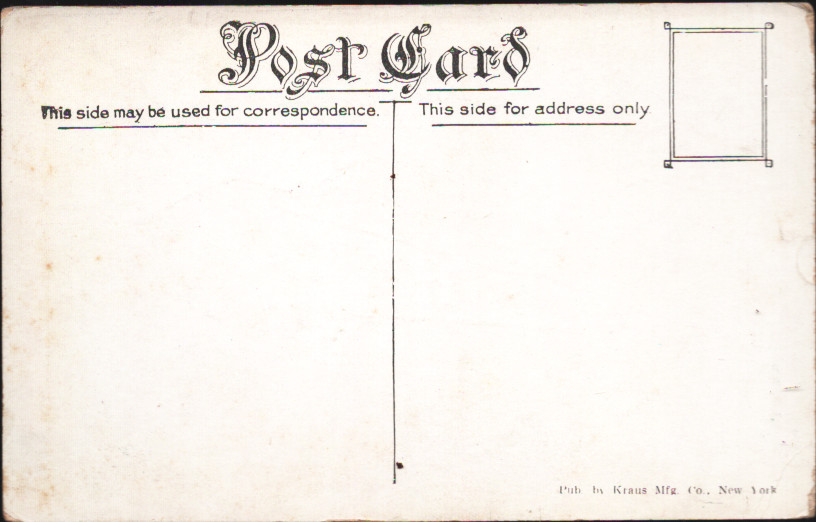 Post Card
This side may be used for correspondence.
This side for address only.
Pub. by Kraus Mfg. Co., New York